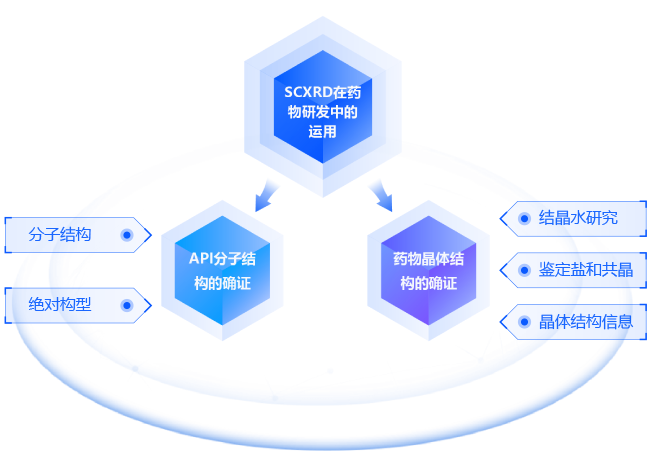 SCXRD在药
物研发中的
运用
API分子结
构的确证
药物晶体结
构的确证
分子结构
绝对构型
结晶水研究
鉴定盐和共晶
晶体结构信息